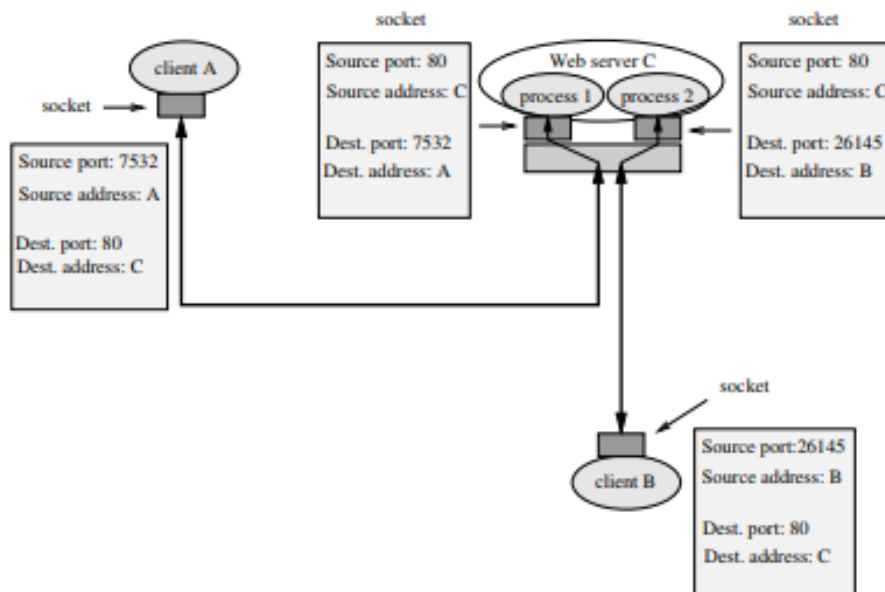 socket
socket
client A
socket
Source port: 7532
Source address: A
Dest. port: 80
Dest. address: C
Source port: 80
Source address: C
Dest. port: 7532
Dest. address: A
Web server C
process 1
process 2
Source port: 80
Source address: C
Dest. port: 26145
Dest. address: B
socket
client B
Source port:26145
Source address: B
Dest. port: 80
Dest. address: C